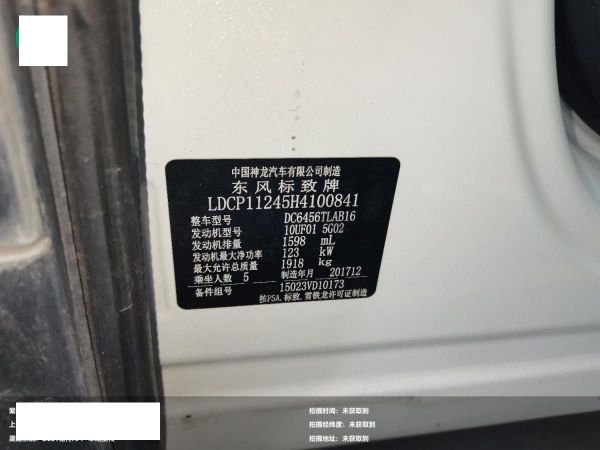 中国神龙汽车有限公司制造
东风标致牌
LDCP11245H4100841
整车型号 DC6456TLAB16
发动机型号 10UF01 5G02
发动机排量 1598 mL
发动机最大净功率 123 kW
最大允许总质量 1918 kg
乘坐人数 5 制造年月 201712
备件组号 15023VD10173
按PSA.标致.雪铁龙许可证制造
拍摄时间：未获取到
拍摄经纬度：未获取到
拍摄地址：未获取到